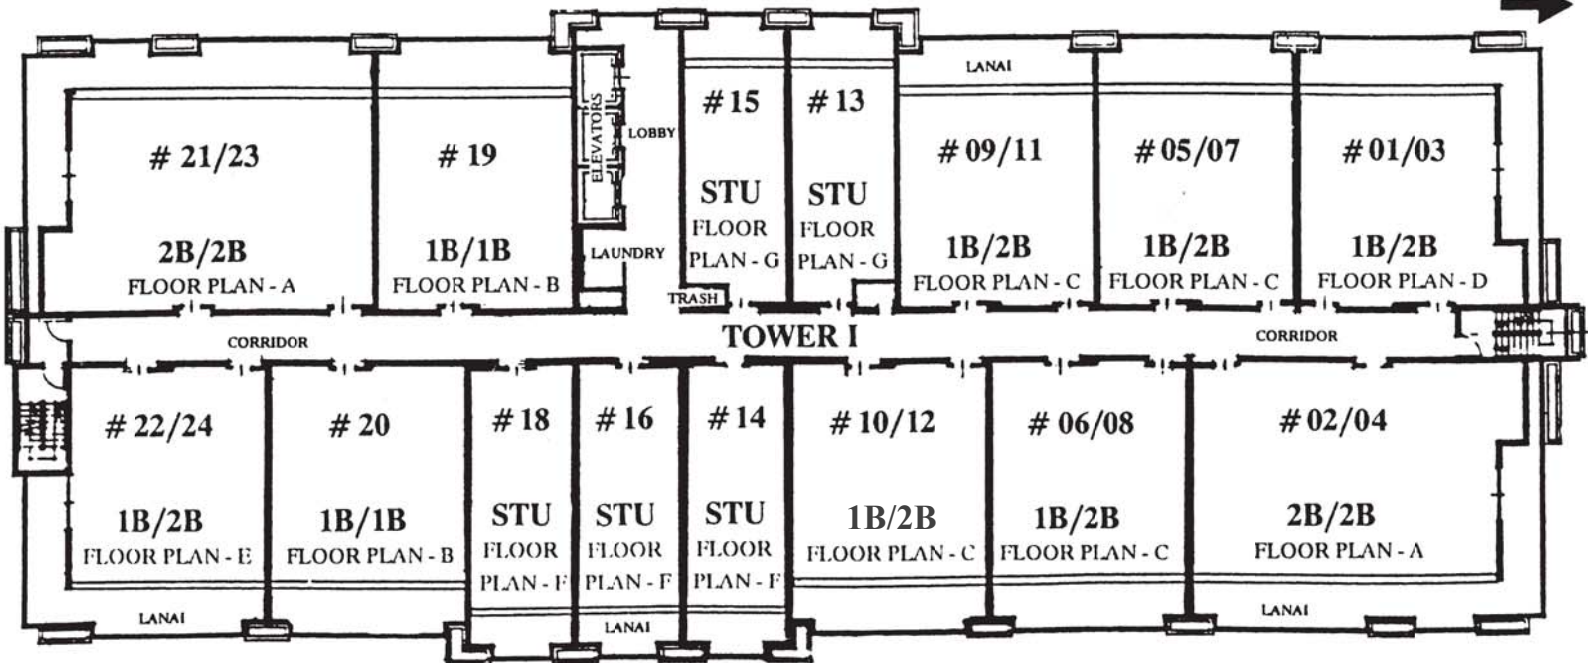 # 21/23
2B/2B
FLOOR PLAN - A
# 19
1B/1B
FLOOR PLAN - B
ELEVATORS
LOBBY
LAUNDRY
TRASH
# 15
STU
FLOOR
PLAN - G
# 13
STU
FLOOR
PLAN - G
LANAI
# 09/11
1B/2B
FLOOR PLAN - C
# 05/07
1B/2B
FLOOR PLAN - C
# 01/03
1B/2B
FLOOR PLAN - D
CORRIDOR
TOWER I
CORRIDOR
# 22/24
1B/2B
FLOOR PLAN - E
LANAI
# 20
1B/1B
FLOOR PLAN - B
# 18
STU
FLOOR
PLAN - F
# 16
STU
FLOOR
PLAN - F
LANAI
# 14
STU
FLOOR
PLAN - F
# 10/12
1B/2B
FLOOR PLAN - C
# 06/08
1B/2B
FLOOR PLAN - C
# 02/04
2B/2B
FLOOR PLAN - A
LANAI